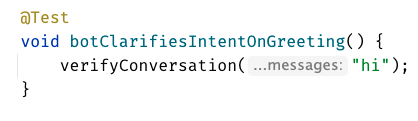 @Test
void botClarifiesIntentOnGreeting() {
    verifyConversation( ...messages: "hi");
}